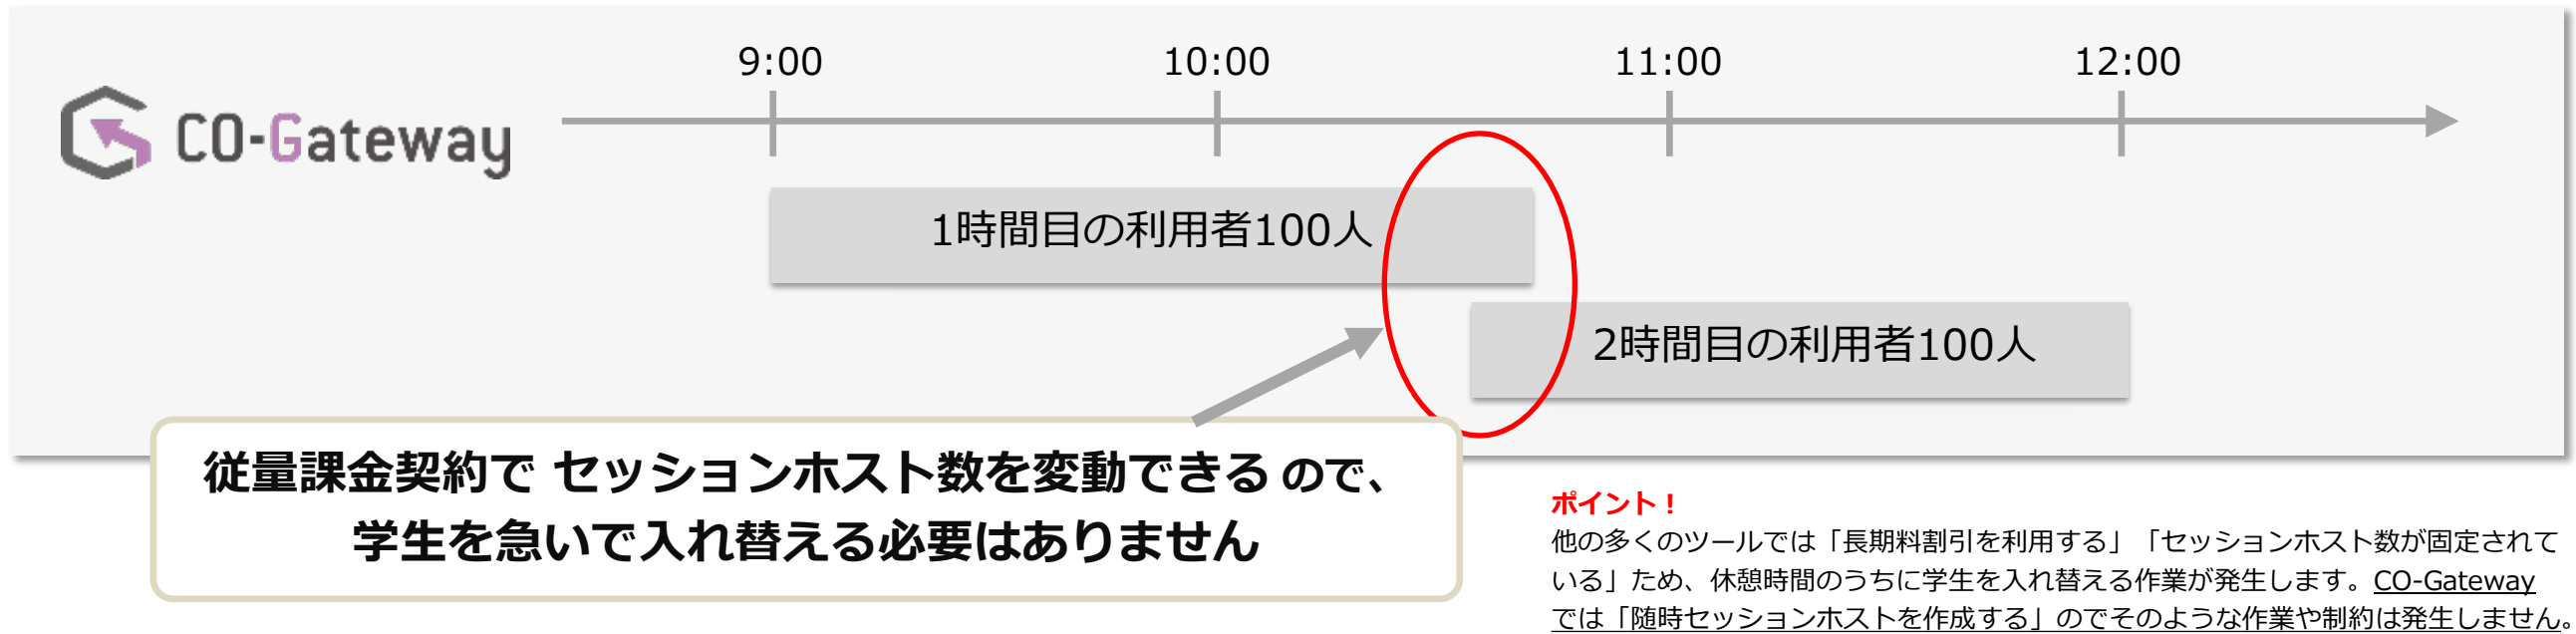 9:00 10:00 11:00 12:00
CO-Gateway
1時間目の利用者100人
2時間目の利用者100人
従量課金契約で セッションホスト数を変動できる ので、
学生を急いで入れ替える必要はありません
ポイント！
他の多くのツールでは「長期料割引を利用する」「セッションホスト数が固定されて
いる」ため、休憩時間のうちに学生を入れ替える作業が発生します。CO-Gateway
では「随時セッションホストを作成する」のでそのような作業や制約は発生しません。